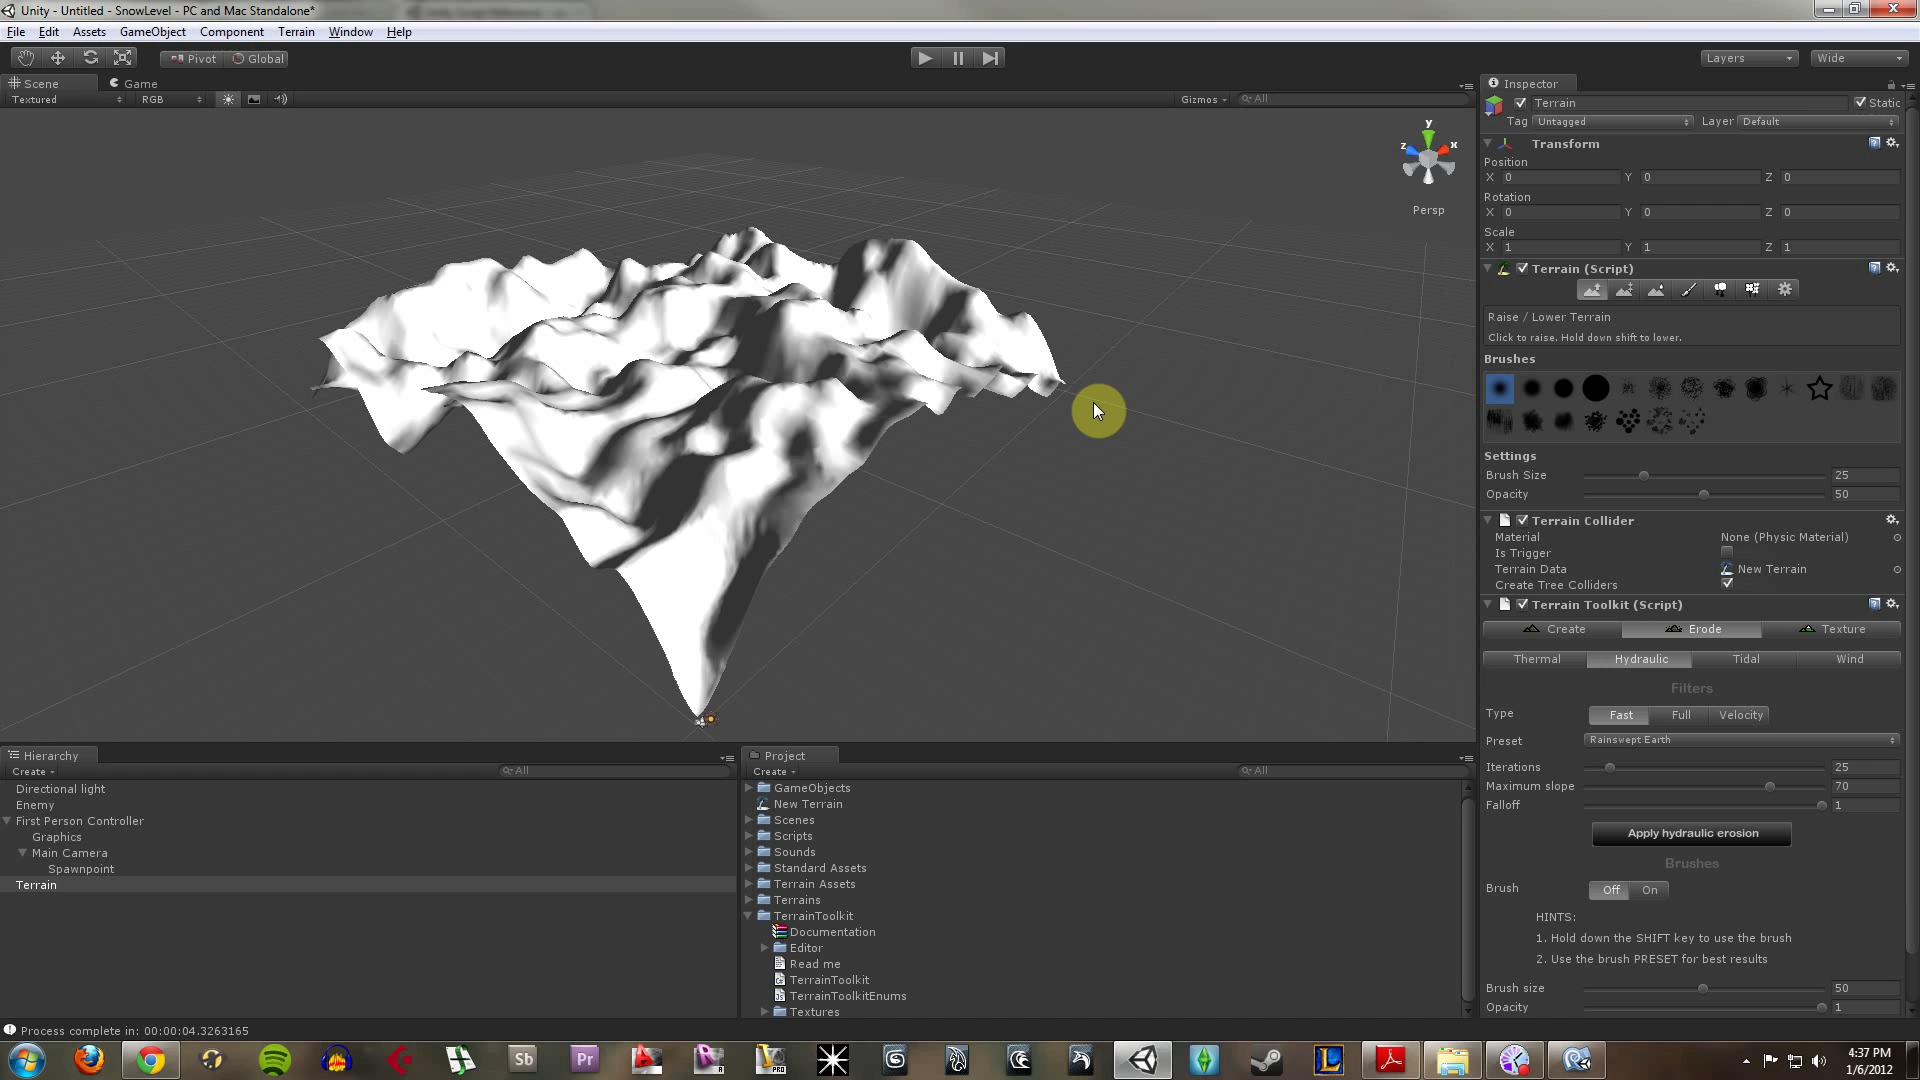 Unity - Untitled - SnowLevel - PC and Mac Standalone*
File Edit Assets GameObject Component Terrain Window Help
Pivot Global Layers Wide
Scene Game
Textured RGB Gizmos All
y
z x
Persp
Inspector
Terrain Static
Tag Untagged Layer Default
Transform
Position
X 0 Y 0 Z 0
Rotation
X 0 Y 0 Z 0
Scale
X 1 Y 1 Z 1
Terrain (Script)
Raise / Lower Terrain
Click to raise. Hold down shift to lower.
Brushes
Settings
Brush Size 25
Opacity 50
Terrain Collider
Material None (Physic Material)
Is Trigger
Terrain Data New Terrain
Create Tree Colliders
Terrain Toolkit (Script)
Create Erode Texture
Thermal Hydraulic Tidal Wind
Filters
Type Fast Full Velocity
Preset Rainswept Earth
Iterations 25
Maximum slope 70
Falloff 1
Apply hydraulic erosion
Brushes
Brush Off On
HINTS:
1. Hold down the SHIFT key to use the brush
2. Use the brush PRESET for best results
Brush size 50
Opacity 1
Hierarchy
Create All
Directional light
Enemy
First Person Controller
Graphics
Main Camera
Spawnpoint
Terrain
Project
Create All
GameObjects
New Terrain
Scenes
Scripts
Sounds
Standard Assets
Terrain Assets
Terrains
TerrainToolkit
Documentation
Editor
Read me
TerrainToolkit
TerrainToolkitEnums
Textures
Process complete in: 00:00:04.3263165
Sb Pr PRO L
4:37 PM
1/6/2012